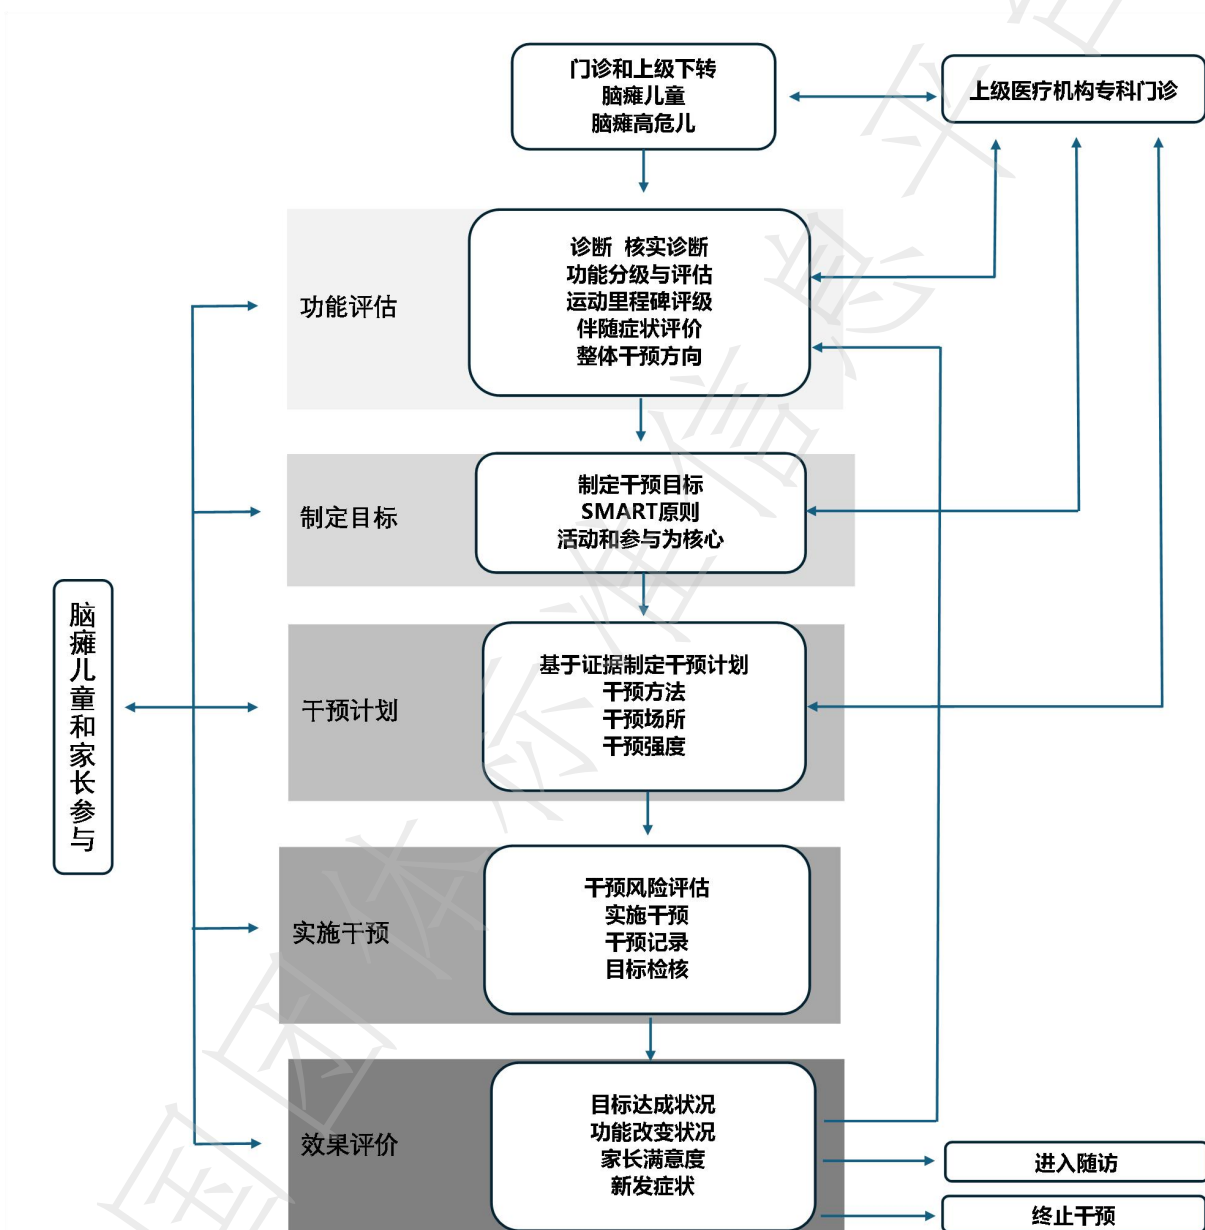 门诊和上级下转
脑瘫儿童
脑瘫高危儿
上级医疗机构专科门诊
功能评估
诊断 核实诊断
功能分级与评估
运动里程碑评级
伴随症状评价
整体干预方向
制定目标
制定干预目标
SMART原则
活动和参与为核心
脑瘫儿童和家长参与
干预计划
基于证据制定干预计划
干预方法
干预场所
干预强度
实施干预
干预风险评估
实施干预
干预记录
目标检核
效果评价
目标达成状况
功能改变状况
家长满意度
新发症状
进入随访
终止干预
国团体标准信息平台